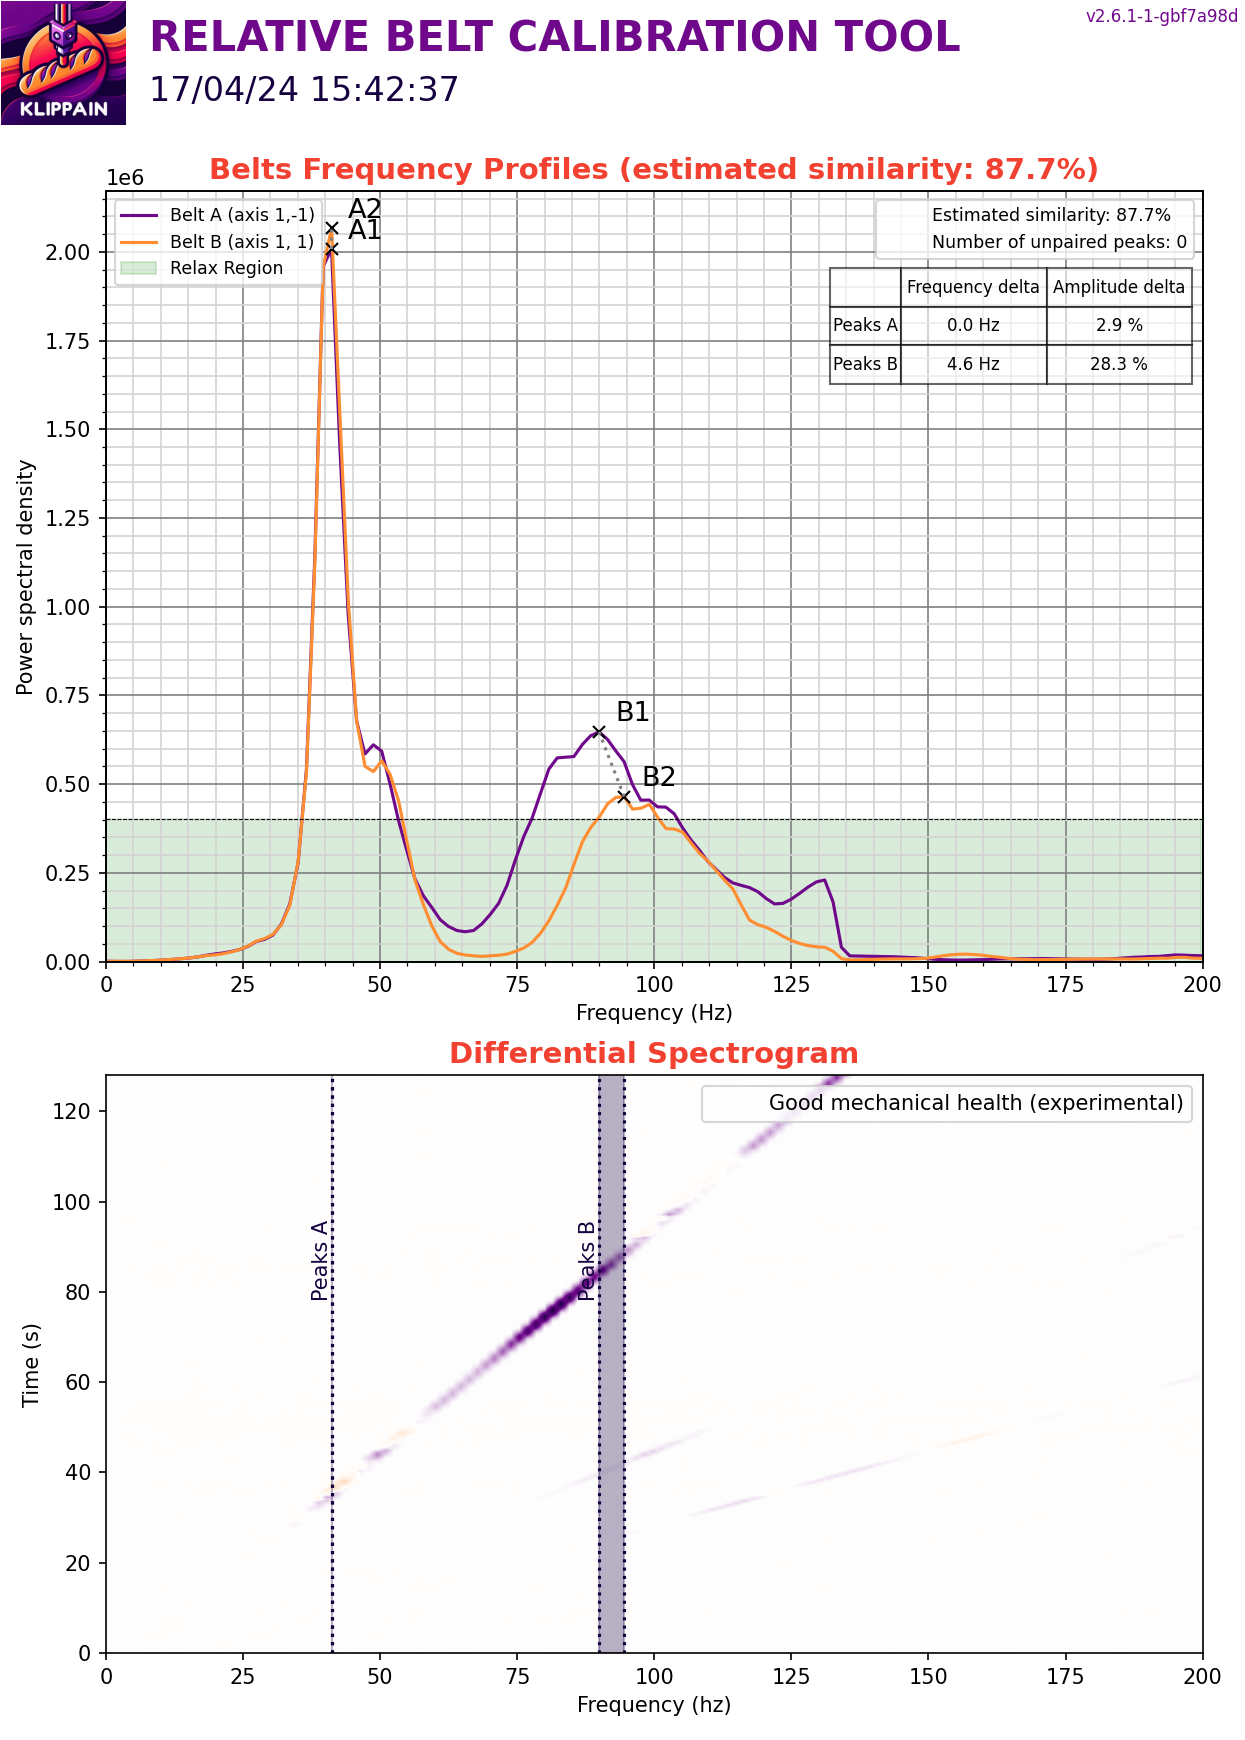 KLIPPAIN
RELATIVE BELT CALIBRATION TOOL
17/04/24 15:42:37
v2.6.1-1-gbf7a98d
Belts Frequency Profiles (estimated similarity: 87.7%)
1e6
Belt A (axis 1,-1)
Belt B (axis 1, 1)
Relax Region
A2
A1
Estimated similarity: 87.7%
Number of unpaired peaks: 0
Frequency delta Amplitude delta
Peaks A 0.0 Hz 2.9 %
Peaks B 4.6 Hz 28.3 %
B1
B2
Power spectral density
2.00
1.75
1.50
1.25
1.00
0.75
0.50
0.25
0.00
0 25 50 75 100 125 150 175 200
Frequency (Hz)
Differential Spectrogram
Good mechanical health (experimental)
Peaks A
Peaks B
Time (s)
120
100
80
60
40
20
0
0 25 50 75 100 125 150 175 200
Frequency (hz)